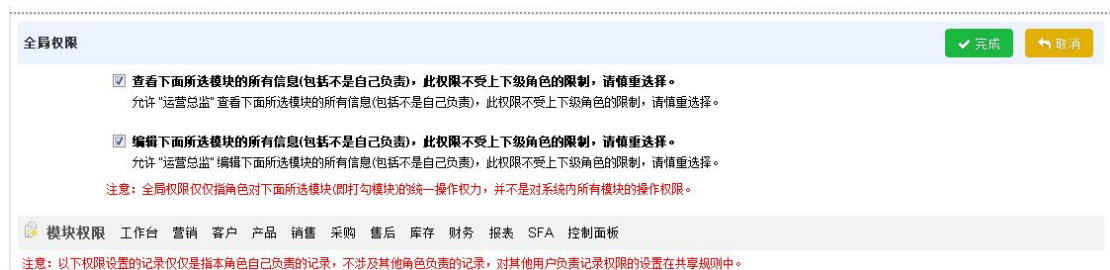 全局权限
完成
取消
查看下面所选模块的所有信息(包括不是自己负责)，此权限不受上下级角色的限制，请慎重选择。
允许"运营总监"查看下面所选模块的所有信息(包括不是自己负责)，此权限不受上下级角色的限制，请慎重选择。
编辑下面所选模块的所有信息(包括不是自己负责)，此权限不受上下级角色的限制，请慎重选择。
允许"运营总监"编辑下面所选模块的所有信息(包括不是自己负责)，此权限不受上下级角色的限制，请慎重选择。
注意：全局权限仅仅指角色对下面所选模块(即打勾模块)的统一操作权力，并不是对系统内所有模块的操作权限。
模块权限 工作台 营销 客户 产品 销售 采购 售后 库存 财务 报表 SFA 控制面板
注意：以下权限设置的记录仅仅是指本角色自己负责的记录，不涉及其他角色负责的记录，对其他用户负责记录权限的设置在共享规则中。